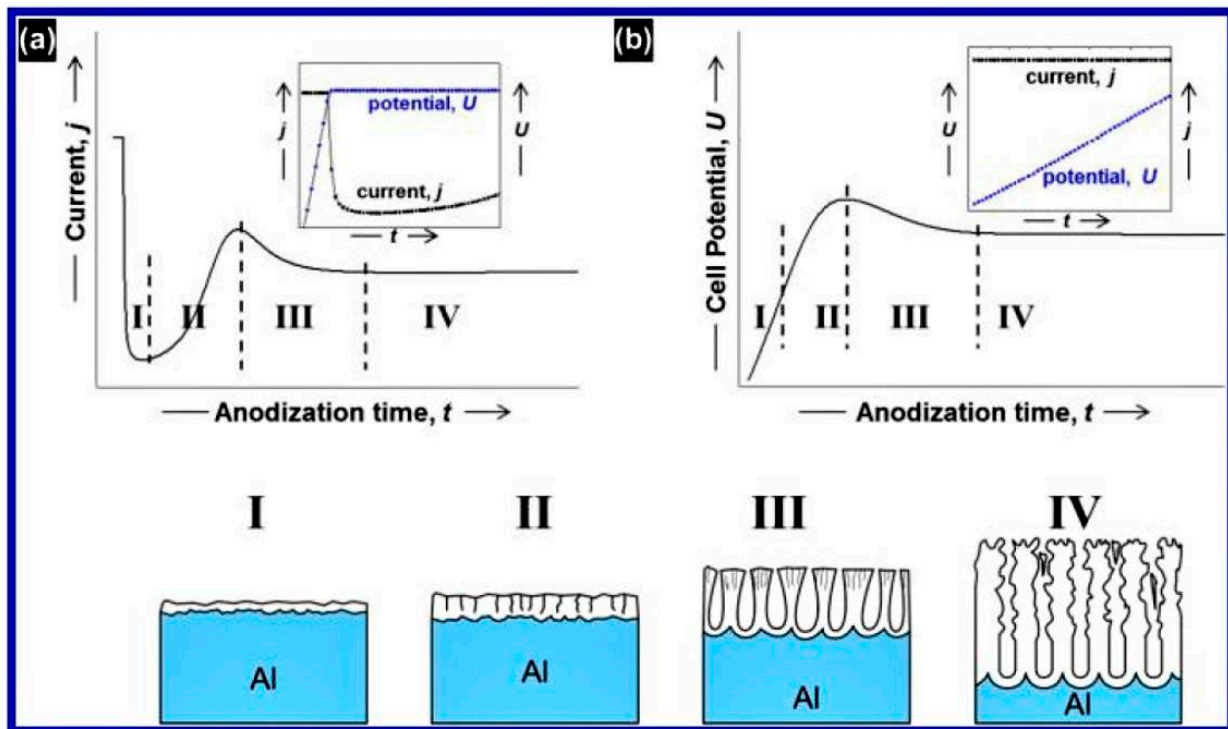 (a)
Current, j
j
potential, U
U
current, j
t
I
II
III
IV
Anodization time, t
(b)
Cell Potential, U
current, j
U
j
potential, U
t
I
II
III
IV
Anodization time, t
I
II
III
IV
Al
Al
Al
Al